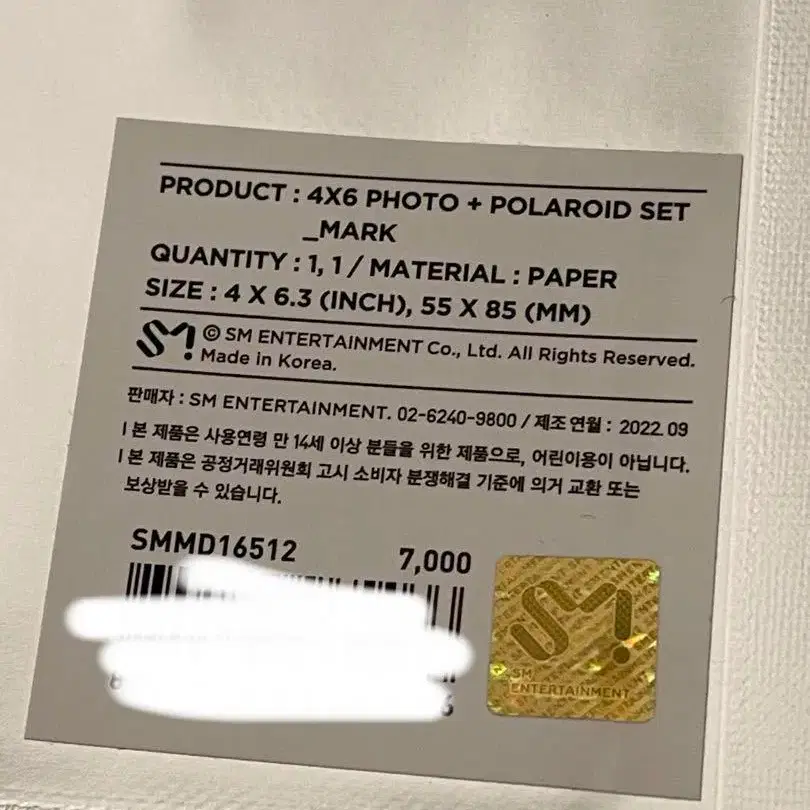 PRODUCT : 4X6 PHOTO + POLAROID SET
_MARK
QUANTITY : 1, 1 / MATERIAL : PAPER
SIZE : 4 X 6.3 (INCH), 55 X 85 (MM)
SM! © SM ENTERTAINMENT Co., Ltd. All Rights Reserved.
Made in Korea.
판매자 : SM ENTERTAINMENT. 02-6240-9800 / 제조연월 : 2022.09
| 본 제품은 사용연령 만 14세 이상 분들을 위한 제품으로, 어린이용이 아닙니다.
| 본 제품은 공정거래위원회 고시 소비자 분쟁해결 기준에 의거 교환 또는
보상받을 수 있습니다.
SMMD16512 7,000
SM!
SM
ENTERTAINMENT